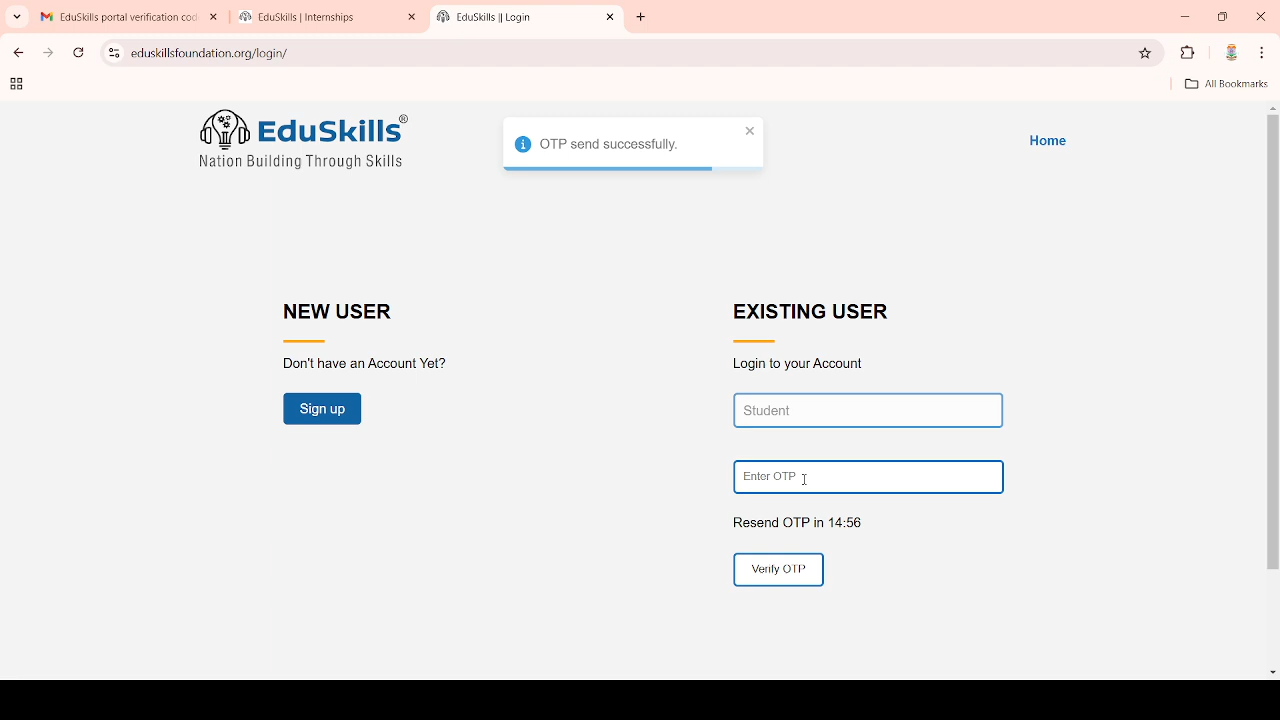 EduSkills portal verification cod
EduSkills | Internships
EduSkills || Login
eduskillsfoundation.org/login/
All Bookmarks
EduSkills®
Nation Building Through Skills
OTP send successfully.
Home
NEW USER
Don't have an Account Yet?
Sign up
EXISTING USER
Login to your Account
Student
Enter OTP
Resend OTP in 14:56
Verify OTP